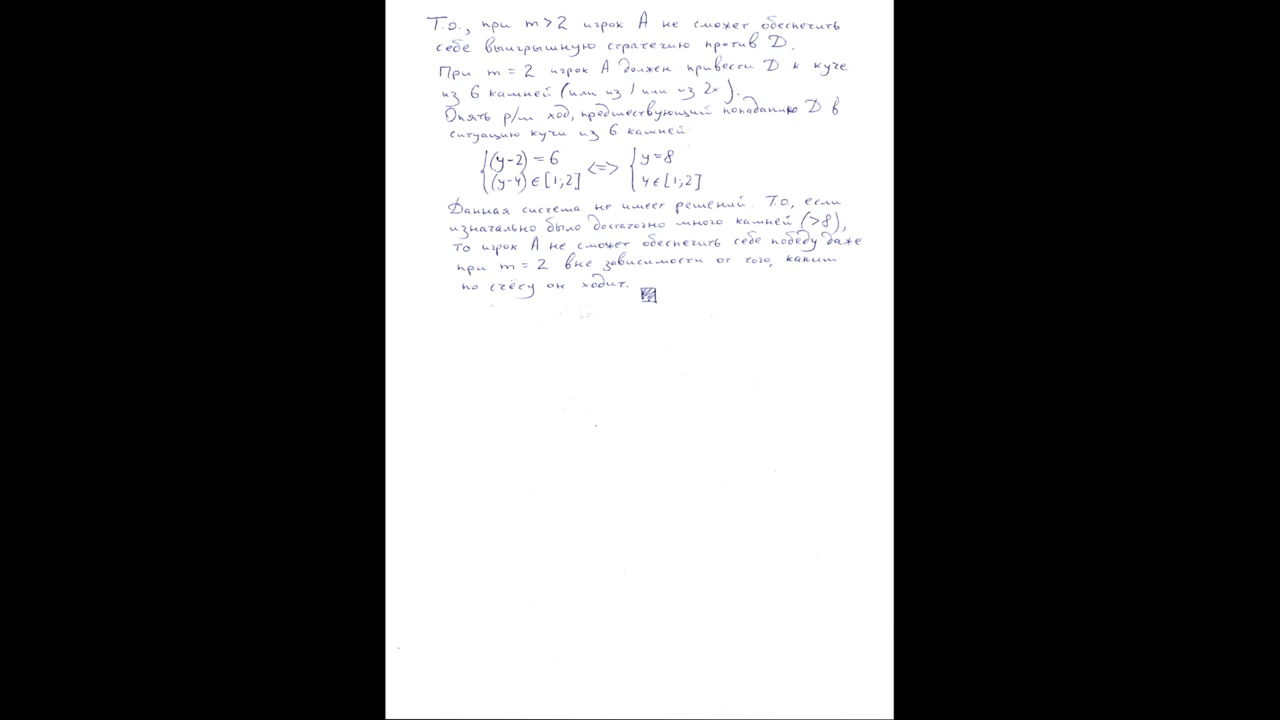 Т.о., при m>2 игрок А не сможет обеспечить
себе выигрышную стратегию против D.
При m = 2 игрок А должен привести D к куче
из 6 камней (или из 1 или из 2х).
Опять р/м ход, предшествующий попаданию D в
ситуацию кучи из 6 камней:
{(y-2) = 6 <=> {y=8
{(y-4) ∈ [1;2] {4 ∈ [1;2]
Данная система не имеет решений. Т.о, если
изначально было достаточно много камней (>8),
то игрок А не сможет обеспечить себе победу даже
при m = 2 вне зависимости от того, каким
по счёту он ходит.